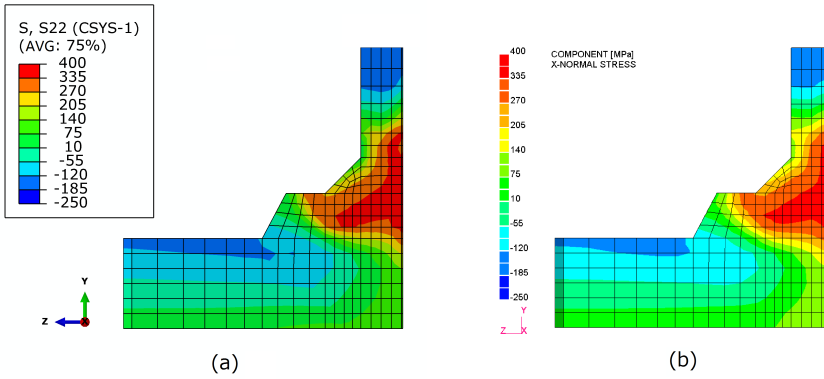 S, S22 (CSYS-1)
(AVG: 75%)
400
335
270
205
140
75
10
-55
-120
-185
-250
Y
Z
X
(a)
400
335
270
205
140
75
10
-55
-120
-185
-250
COMPONENT [MPa]
X-NORMAL STRESS
Y
Z X
(b)